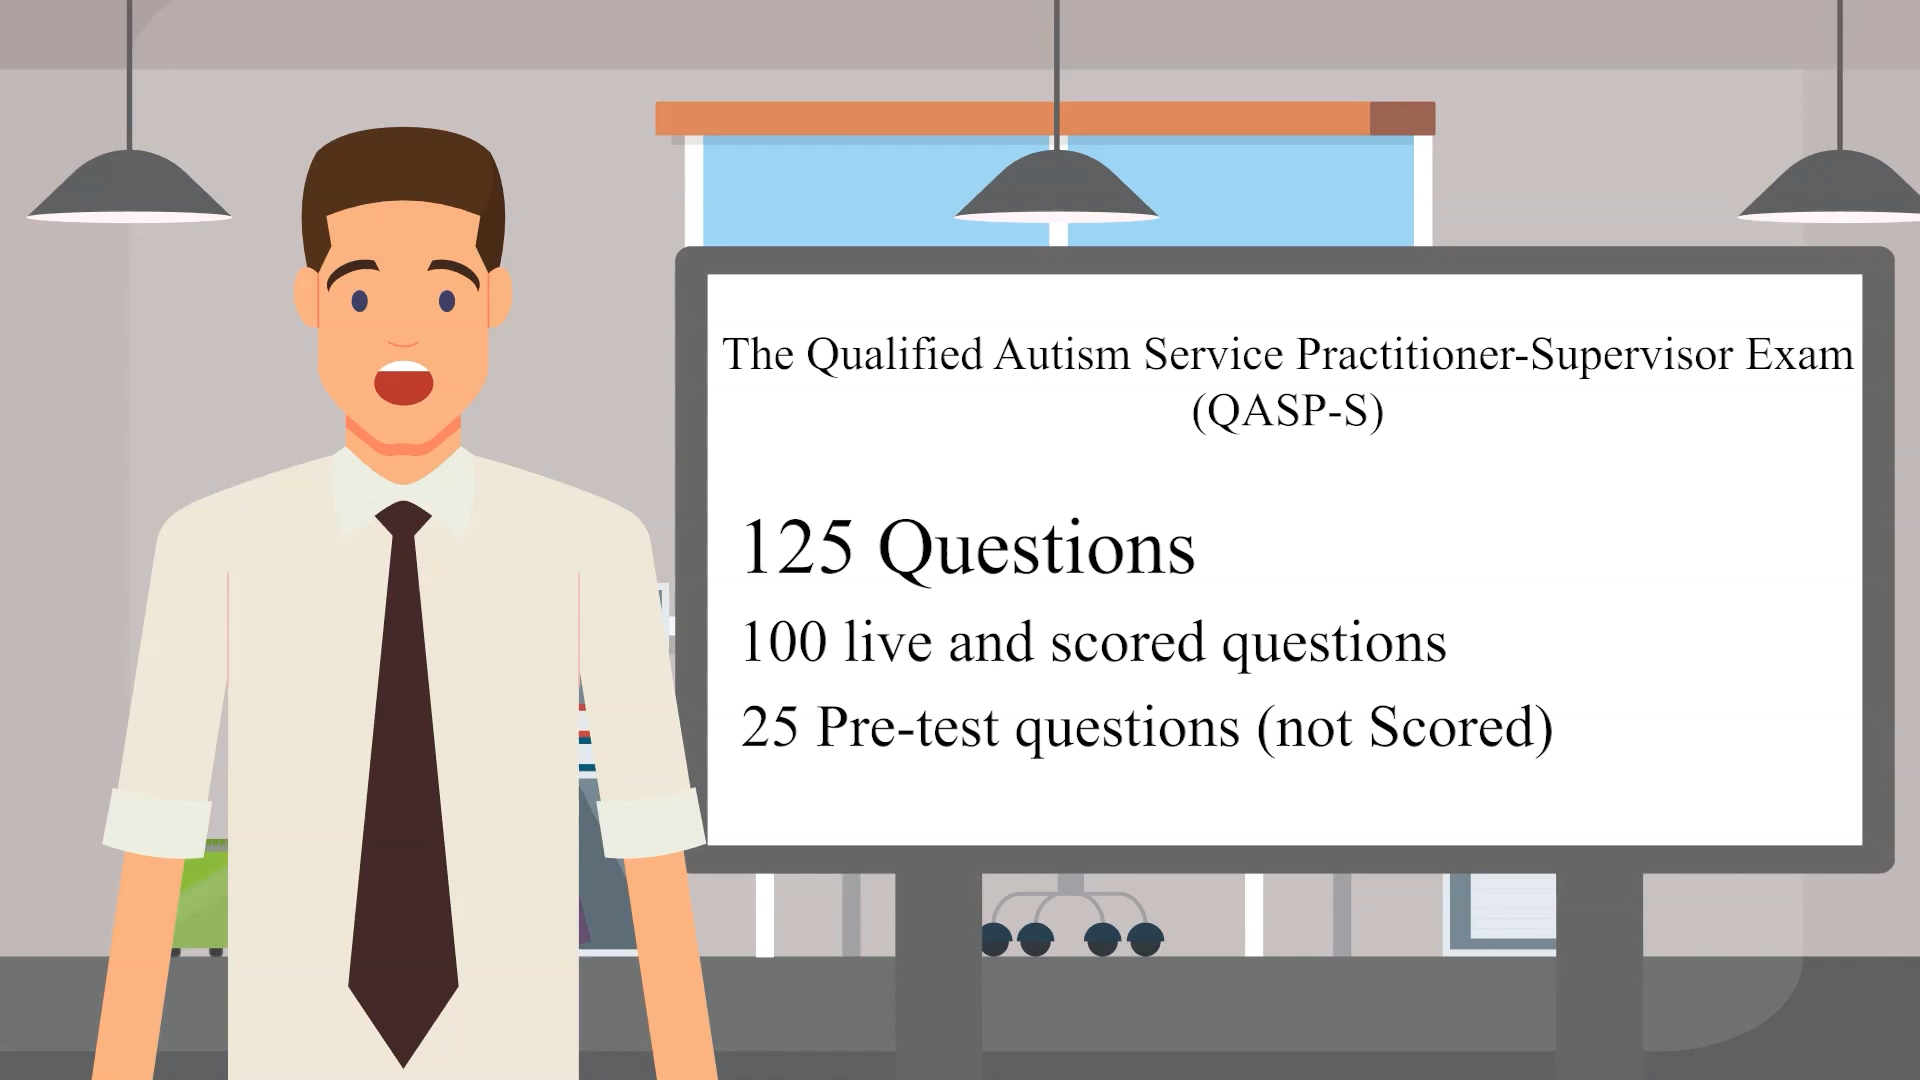 The Qualified Autism Service Practitioner-Supervisor Exam
(QASP-S)
125 Questions
100 live and scored questions
25 Pre-test questions (not Scored)